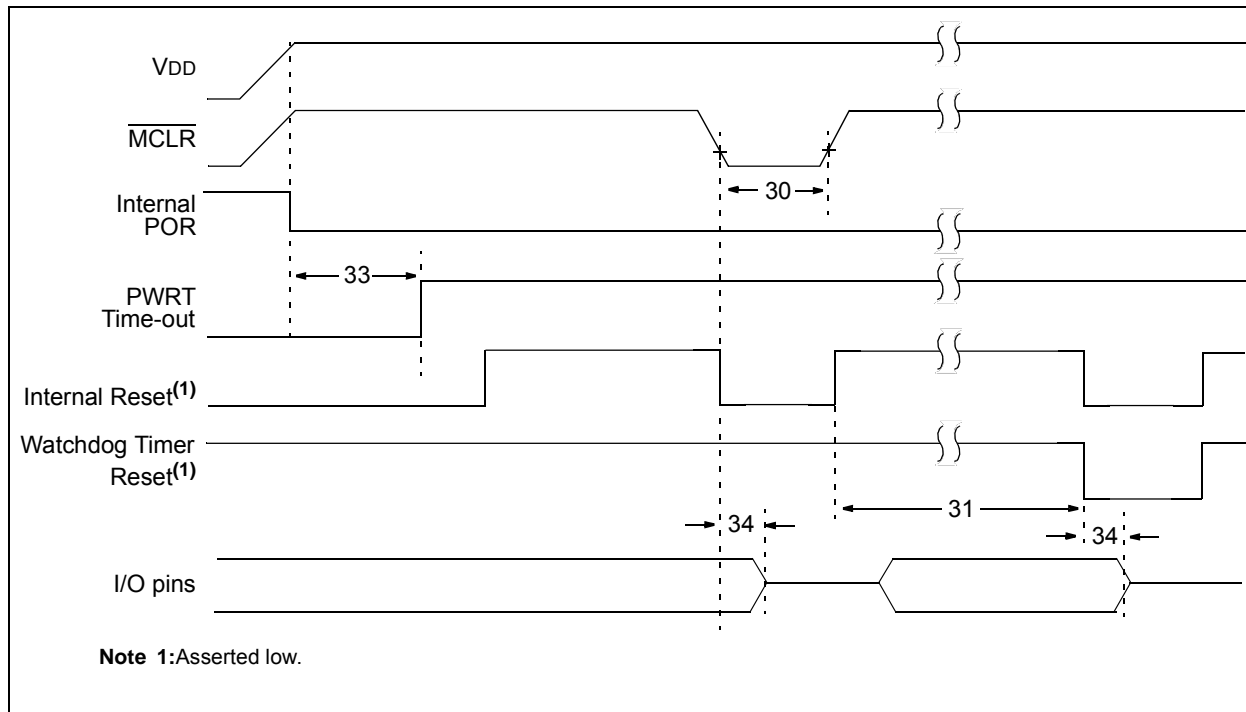 VDD
MCLR
30
Internal
POR
33
PWRT
Time-out
Internal Reset(1)
Watchdog Timer
Reset(1)
31
34
34
I/O pins
Note 1:Asserted low.